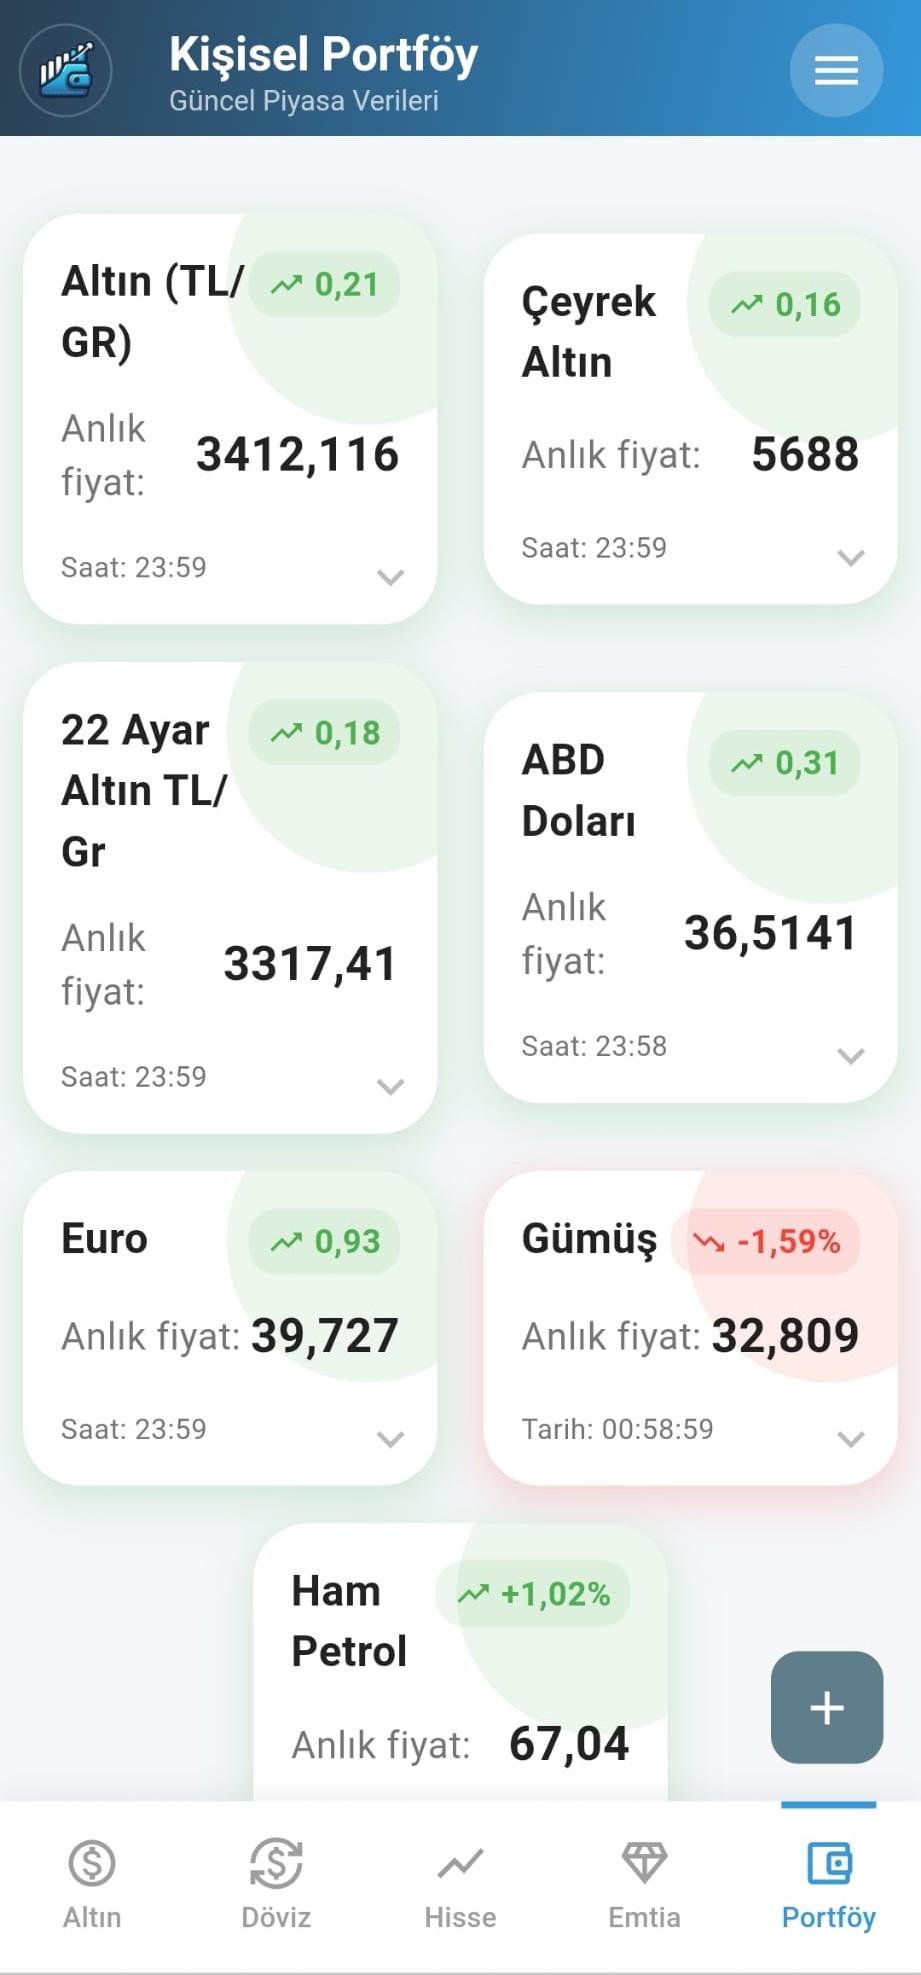 Kişisel Portföy
Güncel Piyasa Verileri
Altın (TL/
GR)
0,21
Anlık
fiyat:
3412,116
Saat: 23:59
Çeyrek
Altın
0,16
Anlık fiyat:
5688
Saat: 23:59
22 Ayar
Altın TL/
Gr
0,18
Anlık
fiyat:
3317,41
Saat: 23:59
ABD
Doları
0,31
Anlık
fiyat:
36,5141
Saat: 23:58
Euro
0,93
Anlık fiyat: 39,727
Saat: 23:59
Gümüş
-1,59%
Anlık fiyat: 32,809
Tarih: 00:58:59
Ham
Petrol
+1,02%
Anlık fiyat: 67,04
+
Altın
Döviz
Hisse
Emtia
Portföy